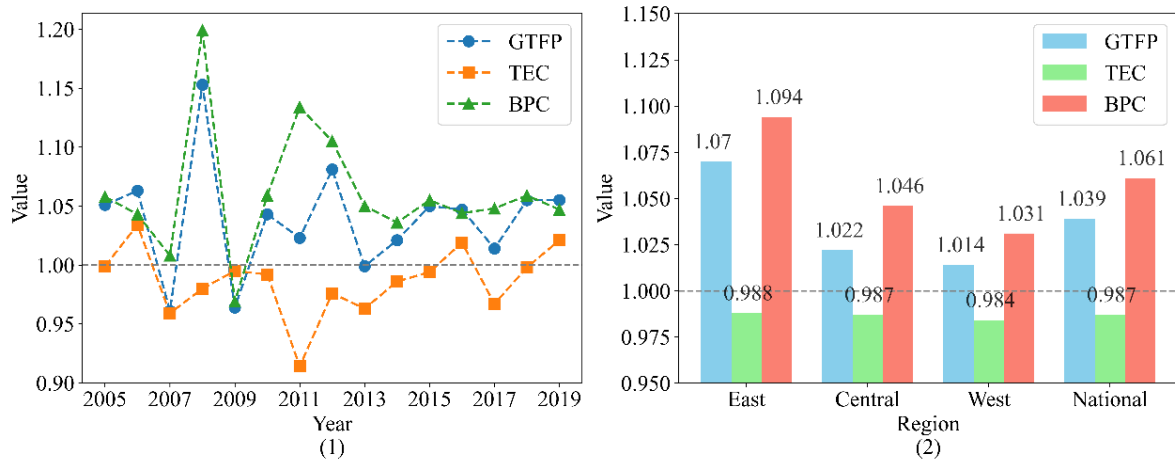 1.20
1.15
1.10
1.05
1.00
0.95
0.90
Value
GTFP
TEC
BPC
2005 2007 2009 2011 2013 2015 2017 2019
Year
(1)
1.150
1.125
1.100
1.075
1.050
1.025
1.000
0.975
0.950
Value
GTFP
TEC
BPC
1.07 0.988 1.094
1.022 0.987 1.046
1.014 0.984 1.031
1.039 0.987 1.061
East Central West National
Region
(2)